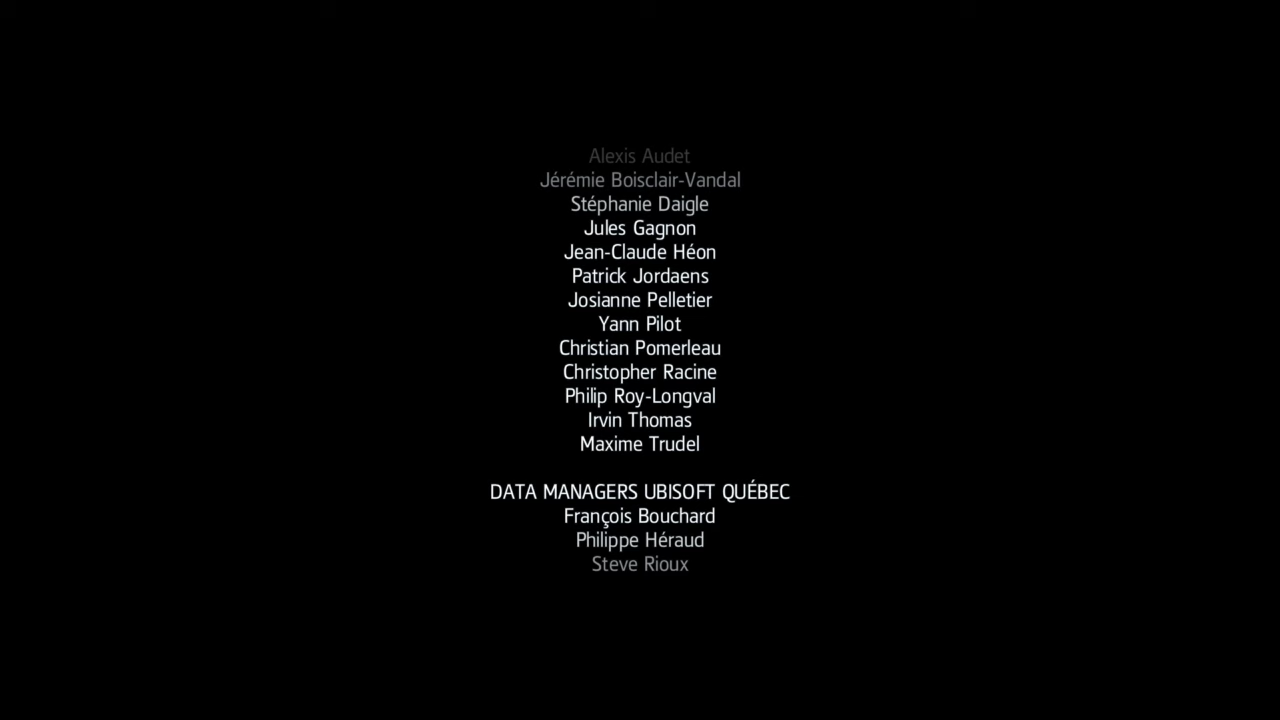 Alexis Audet
Jérémie Boisclair-Vandal
Stéphanie Daigle
Jules Gagnon
Jean-Claude Héon
Patrick Jordaens
Josianne Pelletier
Yann Pilot
Christian Pomerleau
Christopher Racine
Philip Roy-Longval
Irvin Thomas
Maxime Trudel
DATA MANAGERS UBISOFT QUÉBEC
François Bouchard
Philippe Héraud
Steve Rioux